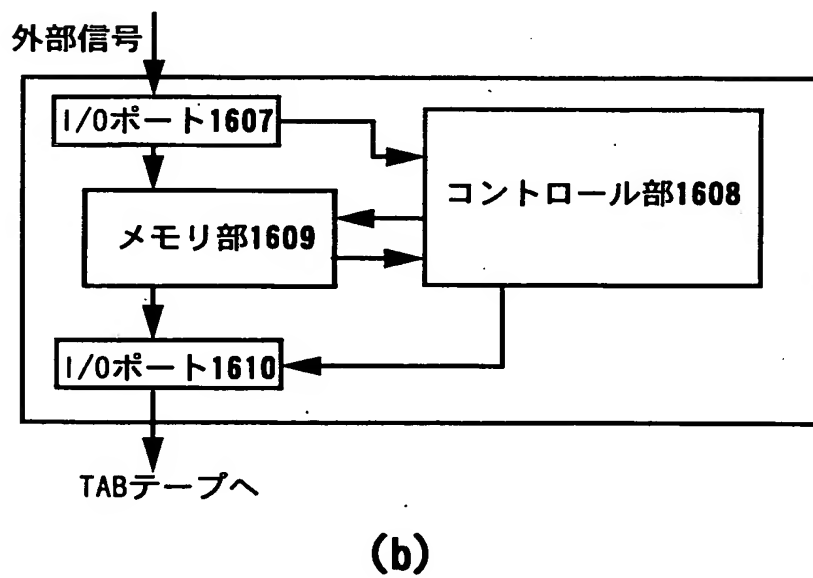 外部信号
I/Oポート1607
コントロール部1608
メモリ部1609
I/Oポート1610
TABテープへ
(b)